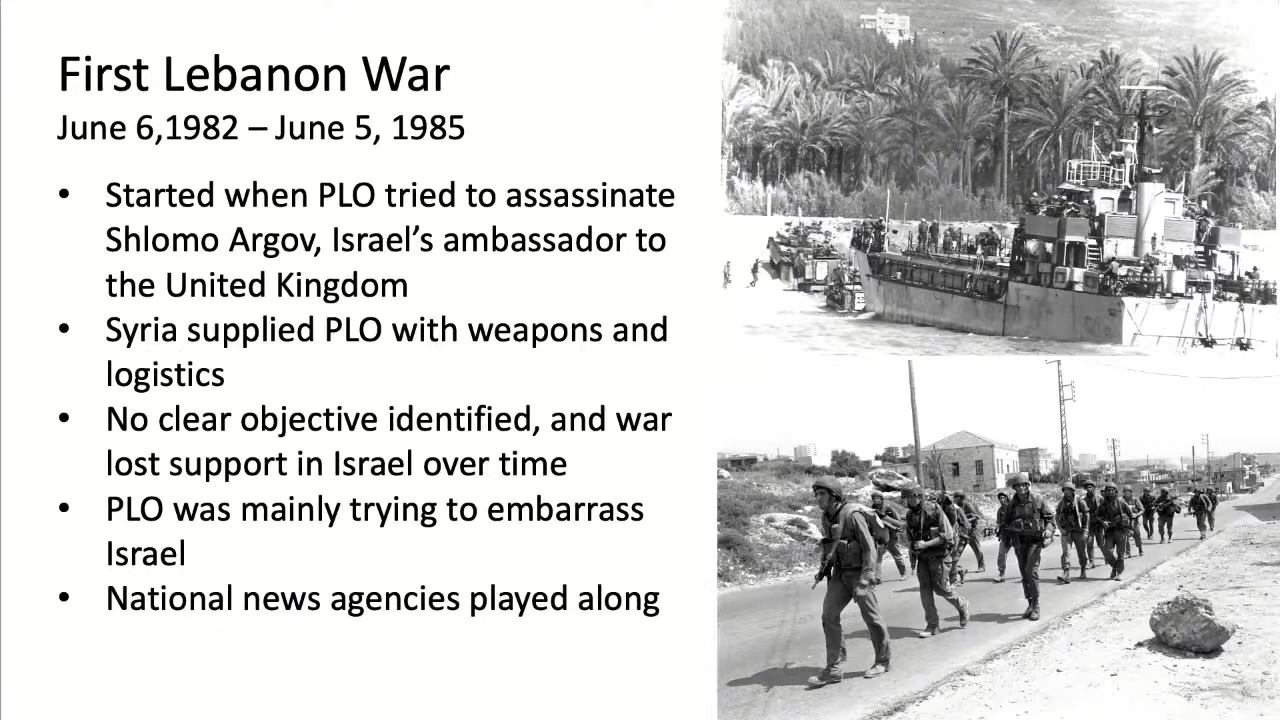 First Lebanon War
June 6,1982 – June 5, 1985
• Started when PLO tried to assassinate
Shlomo Argov, Israel’s ambassador to
the United Kingdom
• Syria supplied PLO with weapons and
logistics
• No clear objective identified, and war
lost support in Israel over time
• PLO was mainly trying to embarrass
Israel
• National news agencies played along